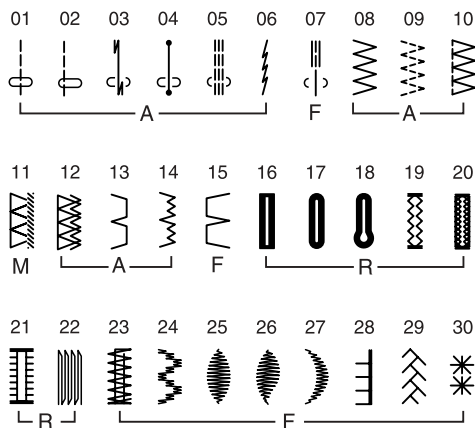 01 02 03 04 05 06 07 08 09 10
A F A
11 12 13 14 15 16 17 18 19 20
M A F R
21 22 23 24 25 26 27 28 29 30
R F